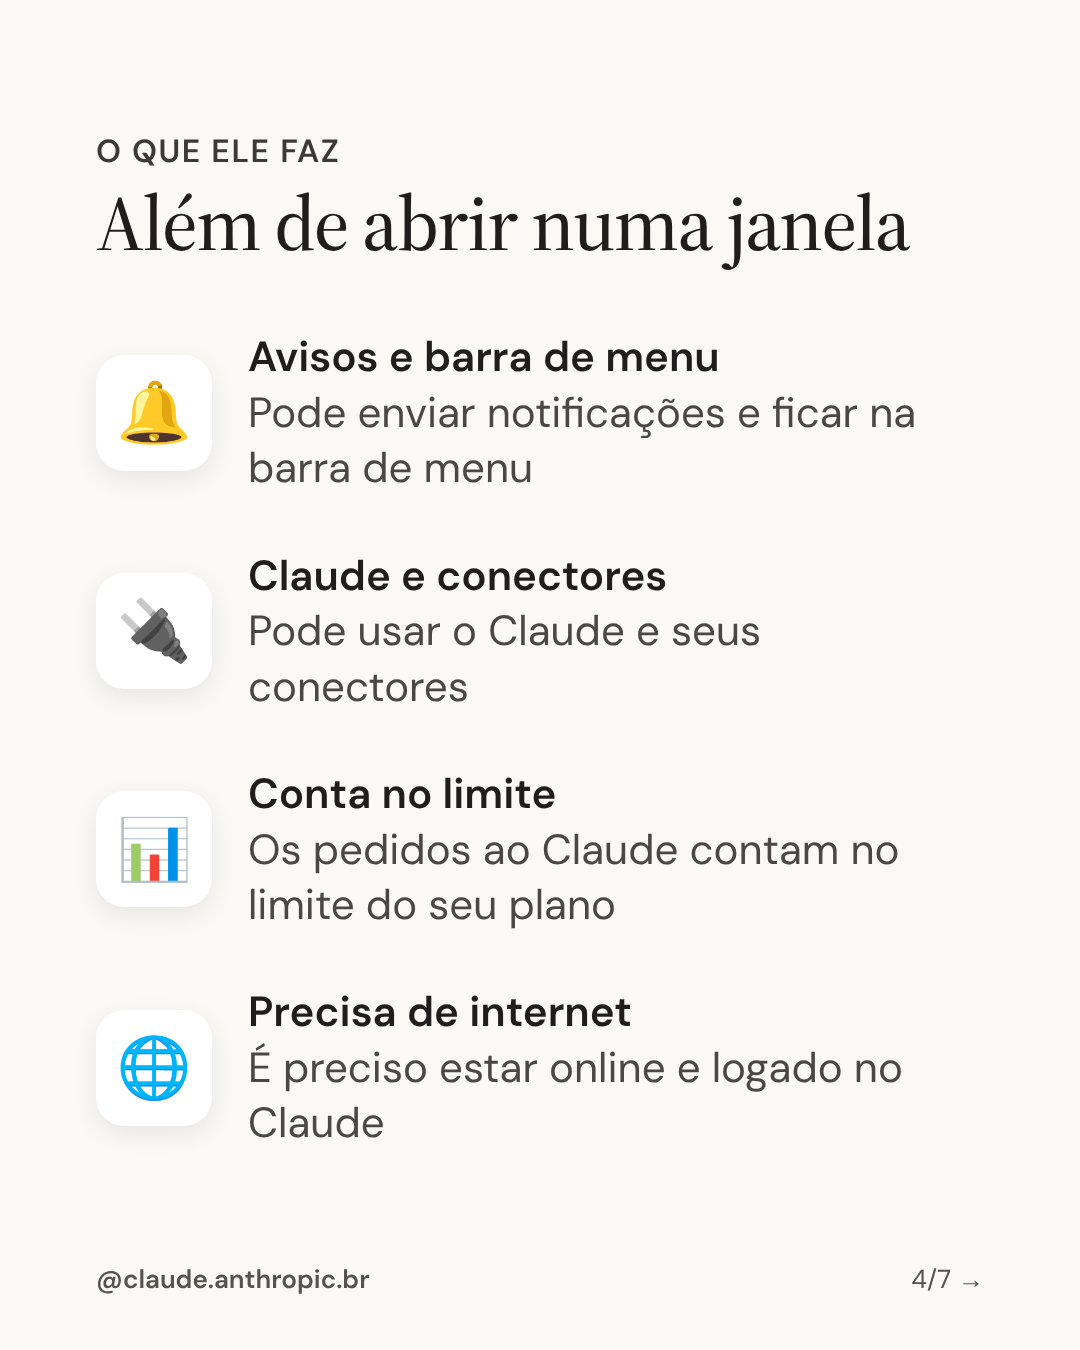 O QUE ELE FAZ
Além de abrir numa janela
Avisos e barra de menu
Pode enviar notificações e ficar na
barra de menu
Claude e conectores
Pode usar o Claude e seus
conectores
Conta no limite
Os pedidos ao Claude contam no
limite do seu plano
Precisa de internet
É preciso estar online e logado no
Claude
@claude.anthropic.br
4/7 →